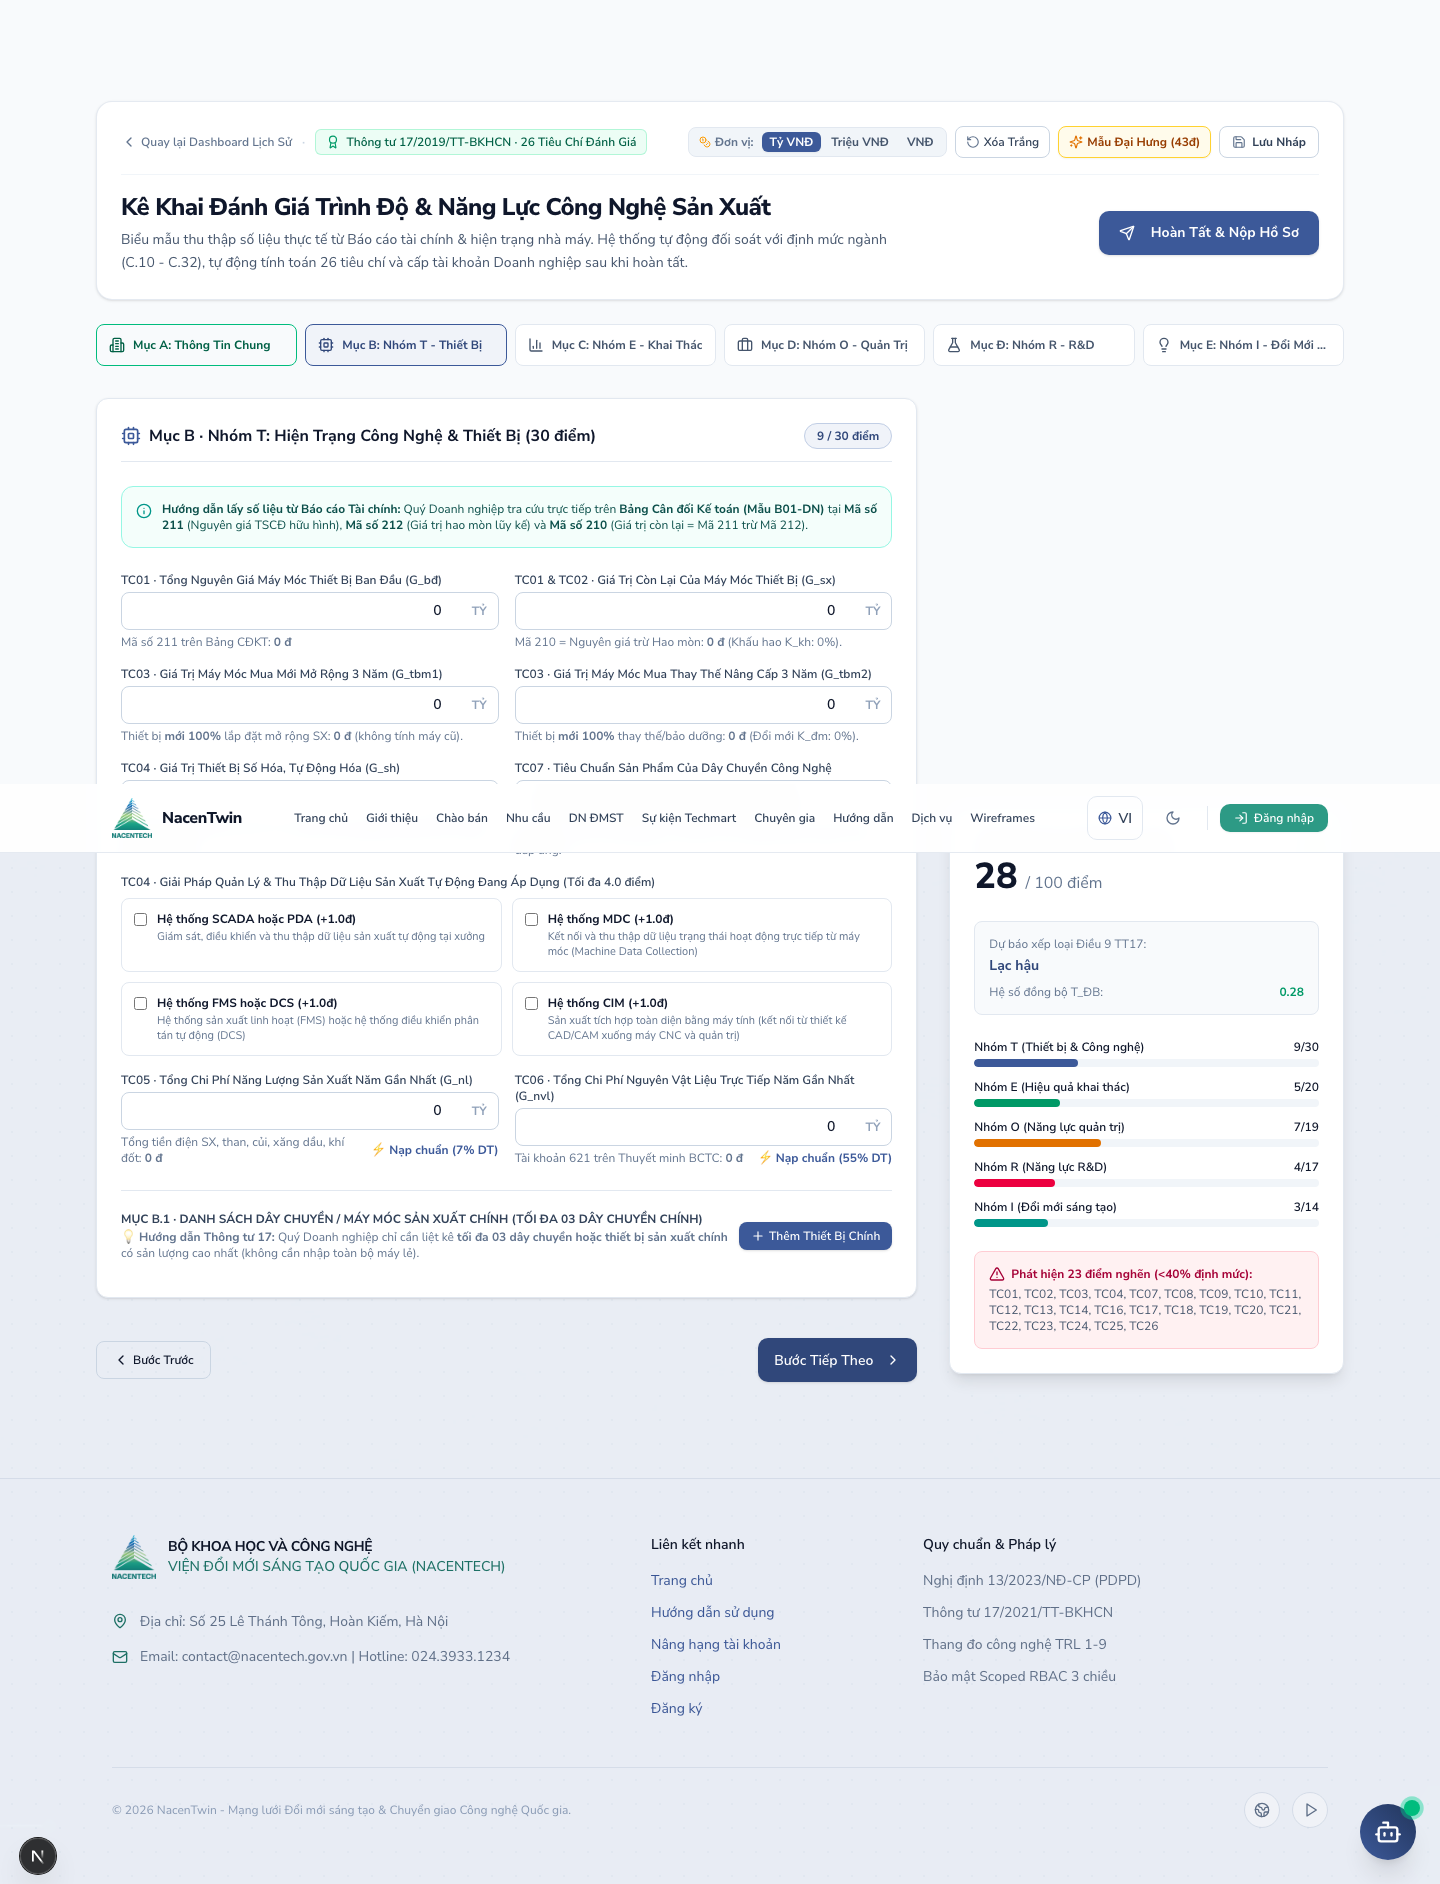 Quay lại Dashboard Lịch Sử · Thông tư 17/2019/TT-BKHCN · 26 Tiêu Chí Đánh Giá
Đơn vị: Tỷ VNĐ Triệu VNĐ VNĐ Xóa Trắng Mẫu Đại Hưng (43đ) Lưu Nháp
Kê Khai Đánh Giá Trình Độ & Năng Lực Công Nghệ Sản Xuất
Biểu mẫu thu thập số liệu thực tế từ Báo cáo tài chính & hiện trạng nhà máy. Hệ thống tự động đối soát với định mức ngành
(C.10 - C.32), tự động tính toán 26 tiêu chí và cấp tài khoản Doanh nghiệp sau khi hoàn tất.
Hoàn Tất & Nộp Hồ Sơ
Mục A: Thông Tin Chung
Mục B: Nhóm T - Thiết Bị
Mục C: Nhóm E - Khai Thác
Mục D: Nhóm O - Quản Trị
Mục Đ: Nhóm R - R&D
Mục E: Nhóm I - Đổi Mới ...
Mục B · Nhóm T: Hiện Trạng Công Nghệ & Thiết Bị (30 điểm)
9 / 30 điểm
Hướng dẫn lấy số liệu từ Báo cáo Tài chính: Quý Doanh nghiệp tra cứu trực tiếp trên Bảng Cân đối Kế toán (Mẫu B01-DN) tại Mã số
211 (Nguyên giá TSCĐ hữu hình), Mã số 212 (Giá trị hao mòn lũy kế) và Mã số 210 (Giá trị còn lại = Mã 211 trừ Mã 212).
TC01 · Tổng Nguyên Giá Máy Móc Thiết Bị Ban Đầu (G_bđ)
0 TỶ
Mã số 211 trên Bảng CĐKT: 0 đ
TC01 & TC02 · Giá Trị Còn Lại Của Máy Móc Thiết Bị (G_sx)
0 TỶ
Mã 210 = Nguyên giá trừ Hao mòn: 0 đ (Khấu hao K_kh: 0%).
TC03 · Giá Trị Máy Móc Mua Mới Mở Rộng 3 Năm (G_tbm1)
0 TỶ
Thiết bị mới 100% lắp đặt mở rộng SX: 0 đ (không tính máy cũ).
TC03 · Giá Trị Máy Móc Mua Thay Thế Nâng Cấp 3 Năm (G_tbm2)
0 TỶ
Thiết bị mới 100% thay thế/bảo dưỡng: 0 đ (Đổi mới K_đm: 0%).
TC04 · Giá Trị Thiết Bị Số Hóa, Tự Động Hóa (G_sh)
TC07 · Tiêu Chuẩn Sản Phẩm Của Dây Chuyền Công Nghệ
NACENTECH
NacenTwin
Trang chủ Giới thiệu Chào bán Nhu cầu DN ĐMST Sự kiện Techmart Chuyên gia Hướng dẫn Dịch vụ Wireframes
VI
Đăng nhập
TC04 · Giải Pháp Quản Lý & Thu Thập Dữ Liệu Sản Xuất Tự Động Đang Áp Dụng (Tối đa 4.0 điểm)
Hệ thống SCADA hoặc PDA (+1.0đ)
Giám sát, điều khiển và thu thập dữ liệu sản xuất tự động tại xưởng
Hệ thống MDC (+1.0đ)
Kết nối và thu thập dữ liệu trạng thái hoạt động trực tiếp từ máy
móc (Machine Data Collection)
Hệ thống FMS hoặc DCS (+1.0đ)
Hệ thống sản xuất linh hoạt (FMS) hoặc hệ thống điều khiển phân
tán tự động (DCS)
Hệ thống CIM (+1.0đ)
Sản xuất tích hợp toàn diện bằng máy tính (kết nối từ thiết kế
CAD/CAM xuống máy CNC và quản trị)
TC05 · Tổng Chi Phí Năng Lượng Sản Xuất Năm Gần Nhất (G_nl)
0 TỶ
Tổng tiền điện SX, than, củi, xăng dầu, khí
đốt: 0 đ
⚡ Nạp chuẩn (7% DT)
TC06 · Tổng Chi Phí Nguyên Vật Liệu Trực Tiếp Năm Gần Nhất
(G_nvl)
0 TỶ
Tài khoản 621 trên Thuyết minh BCTC: 0 đ
⚡ Nạp chuẩn (55% DT)
MỤC B.1 · DANH SÁCH DÂY CHUYỀN / MÁY MÓC SẢN XUẤT CHÍNH (TỐI ĐA 03 DÂY CHUYỀN CHÍNH)
💡 Hướng dẫn Thông tư 17: Quý Doanh nghiệp chỉ cần liệt kê tối đa 03 dây chuyền hoặc thiết bị sản xuất chính
có sản lượng cao nhất (không cần nhập toàn bộ máy lẻ).
Thêm Thiết Bị Chính
Bước Trước
Bước Tiếp Theo
28 / 100 điểm
Dự báo xếp loại Điều 9 TT17:
Lạc hậu
Hệ số đồng bộ T_ĐB: 0.28
Nhóm T (Thiết bị & Công nghệ) 9/30
Nhóm E (Hiệu quả khai thác) 5/20
Nhóm O (Năng lực quản trị) 7/19
Nhóm R (Năng lực R&D) 4/17
Nhóm I (Đổi mới sáng tạo) 3/14
Phát hiện 23 điểm nghẽn (<40% định mức):
TC01, TC02, TC03, TC04, TC07, TC08, TC09, TC10, TC11,
TC12, TC13, TC14, TC16, TC17, TC18, TC19, TC20, TC21,
TC22, TC23, TC24, TC25, TC26
NACENTECH
BỘ KHOA HỌC VÀ CÔNG NGHỆ
VIỆN ĐỔI MỚI SÁNG TẠO QUỐC GIA (NACENTECH)
Địa chỉ: Số 25 Lê Thánh Tông, Hoàn Kiếm, Hà Nội
Email: contact@nacentech.gov.vn | Hotline: 024.3933.1234
Liên kết nhanh
Trang chủ
Hướng dẫn sử dụng
Nâng hạng tài khoản
Đăng nhập
Đăng ký
Quy chuẩn & Pháp lý
Nghị định 13/2023/NĐ-CP (PDPD)
Thông tư 17/2021/TT-BKHCN
Thang đo công nghệ TRL 1-9
Bảo mật Scoped RBAC 3 chiều
© 2026 NacenTwin - Mạng lưới Đổi mới sáng tạo & Chuyển giao Công nghệ Quốc gia.